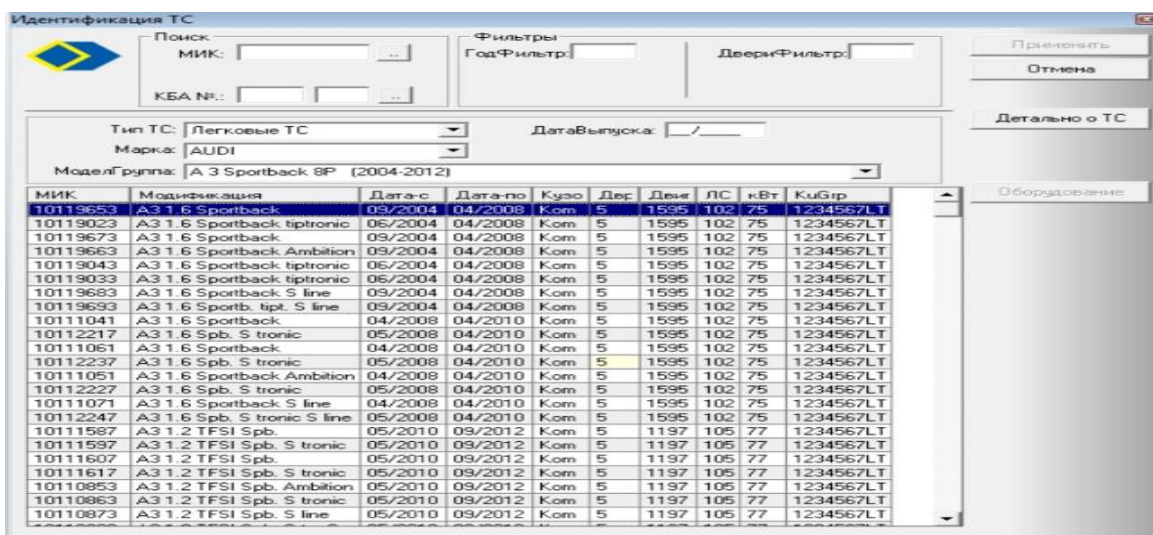 Идентификация ТС
Поиск
Фильтры
МИК:
..
ГодФильтр:
ДвериФильтр:
Применить
Отмена
КБА №.:
..
Детально о ТС
Тип ТС: Легковые ТС
ДатаВыпуска: __/____
Марка: AUDI
МоделГруппа: A 3 Sportback 8P (2004-2012)
Оборудование
МИК Модификация Дата-с Дата-по Кузо Двг Двиг ЛС кВт KuGrp
10119653 A3 1.6 Sportback 09/2004 04/2008 Kom 5 1595 102 75 1234567LT
10119023 A3 1.6 Sportback tiptronic 06/2004 04/2008 Kom 5 1595 102 75 1234567LT
10119673 A3 1.6 Sportback 09/2004 04/2008 Kom 5 1595 102 75 1234567LT
10119663 A3 1.6 Sportback Ambition 09/2004 04/2008 Kom 5 1595 102 75 1234567LT
10119043 A3 1.6 Sportback tiptronic 06/2004 04/2008 Kom 5 1595 102 75 1234567LT
10119033 A3 1.6 Sportback tiptronic 06/2004 04/2008 Kom 5 1595 102 75 1234567LT
10119683 A3 1.6 Sportback S line 09/2004 04/2008 Kom 5 1595 102 75 1234567LT
10119693 A3 1.6 Sportb. tipt. S line 09/2004 04/2008 Kom 5 1595 102 75 1234567LT
10111041 A3 1.6 Sportback 04/2008 04/2010 Kom 5 1595 102 75 1234567LT
10112217 A3 1.6 Spb. S tronic 05/2008 04/2010 Kom 5 1595 102 75 1234567LT
10111061 A3 1.6 Sportback 04/2008 04/2010 Kom 5 1595 102 75 1234567LT
10112237 A3 1.6 Spb. S tronic 05/2008 04/2010 Kom 5 1595 102 75 1234567LT
10111051 A3 1.6 Sportback Ambition 04/2008 04/2010 Kom 5 1595 102 75 1234567LT
10112227 A3 1.6 Spb. S tronic 05/2008 04/2010 Kom 5 1595 102 75 1234567LT
10111071 A3 1.6 Sportback S line 04/2008 04/2010 Kom 5 1595 102 75 1234567LT
10112247 A3 1.6 Spb. S tronic S line 05/2008 04/2010 Kom 5 1595 102 75 1234567LT
10111587 A3 1.2 TFSI Spb. 05/2010 09/2012 Kom 5 1197 105 77 1234567LT
10111597 A3 1.2 TFSI Spb. S tronic 05/2010 09/2012 Kom 5 1197 105 77 1234567LT
10111607 A3 1.2 TFSI Spb. 05/2010 09/2012 Kom 5 1197 105 77 1234567LT
10111617 A3 1.2 TFSI Spb. S tronic 05/2010 09/2012 Kom 5 1197 105 77 1234567LT
10110853 A3 1.2 TFSI Spb. Ambition 05/2010 09/2012 Kom 5 1197 105 77 1234567LT
10110863 A3 1.2 TFSI Spb. S tronic 05/2010 09/2012 Kom 5 1197 105 77 1234567LT
10110873 A3 1.2 TFSI Spb. S line 05/2010 09/2012 Kom 5 1197 105 77 1234567LT